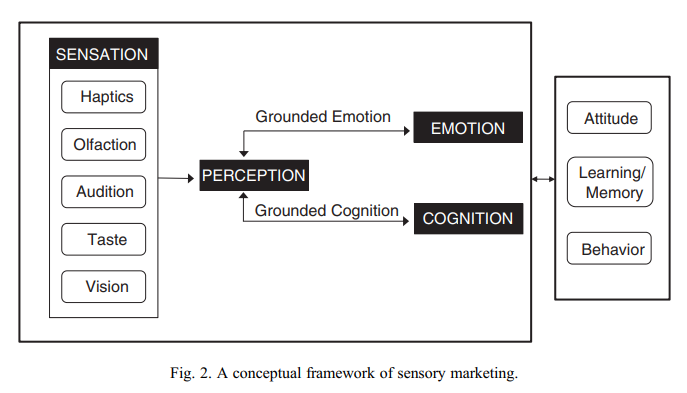 SENSATION
Haptics
Olfaction
Audition
Taste
Vision
PERCEPTION
Grounded Emotion
EMOTION
Grounded Cognition
COGNITION
Attitude
Learning/
Memory
Behavior
Fig. 2. A conceptual framework of sensory marketing.